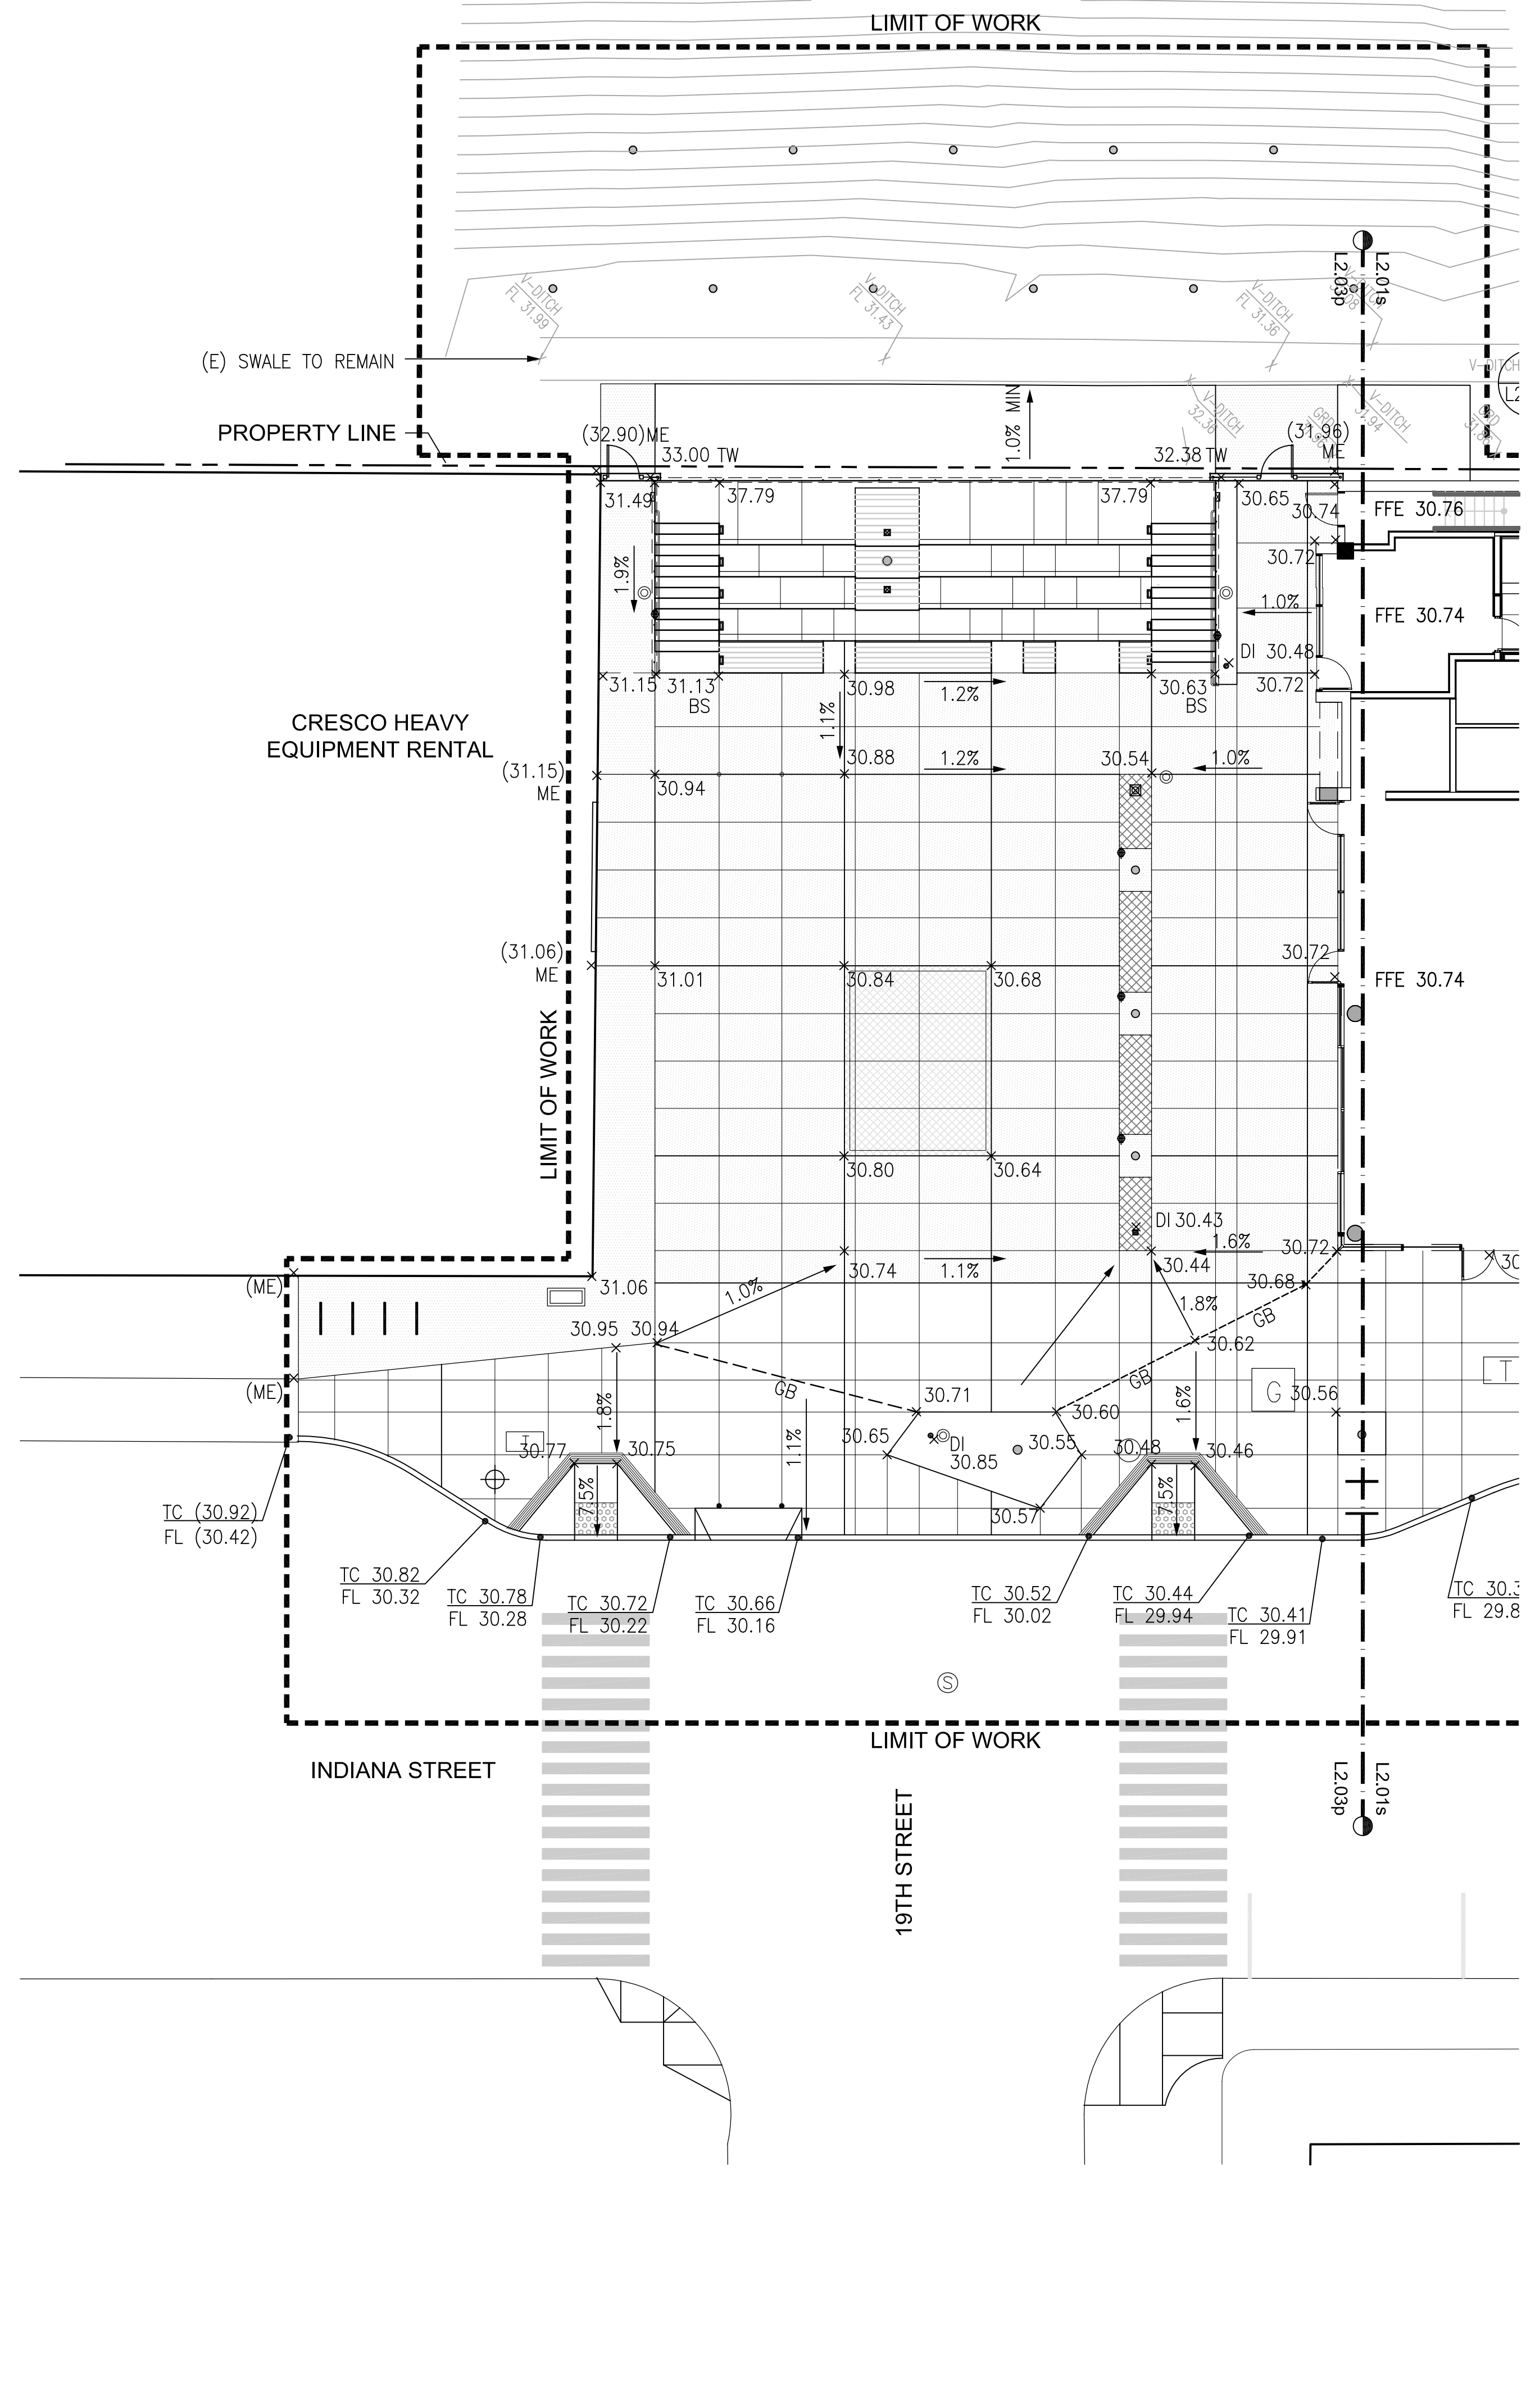 LIMIT OF WORK
L2.01s
L2.03p
V-DITCH
FL 31.99
V-DITCH
FL 31.43
V-DITCH
FL 31.36
(E) SWALE TO REMAIN
V-DITCH
V-DITCH
32.36
V-DITCH
31.94
1.0% MIN
PROPERTY LINE
(32.90)ME
33.00 TW
32.38 TW
(31.96)
ME
31.49
37.79
37.79
30.65
30.74
FFE 30.76
30.72
1.9%
1.0%
FFE 30.74
DI 30.48
31.15
31.13
BS
30.98
1.2%
30.63
BS
30.72
1.1%
CRESCO HEAVY
EQUIPMENT RENTAL
(31.15)
ME
30.94
30.88
1.2%
30.54
1.0%
(31.06)
ME
31.01
30.84
30.68
30.72
FFE 30.74
LIMIT OF WORK
30.80
30.64
DI 30.43
1.6%
30.72
30.74
1.1%
30.44
(ME)
31.06
1.0%
30.68
1.8%
30.95
30.94
GB
30.62
(ME)
GB
GB
G
30.56
T
1.8%
30.71
30.60
1.6%
1.1%
T
30.77
30.75
30.65
DI
30.85
30.55
30.48
30.46
7.5%
7.5%
30.57
TC (30.92)
FL (30.42)
TC 30.82
FL 30.32
TC 30.78
FL 30.28
TC 30.72
FL 30.22
TC 30.66
FL 30.16
TC 30.52
FL 30.02
TC 30.44
FL 29.94
TC 30.41
FL 29.91
TC 30.3
FL 29.8
S
LIMIT OF WORK
INDIANA STREET
19TH STREET
L2.01s
L2.03p